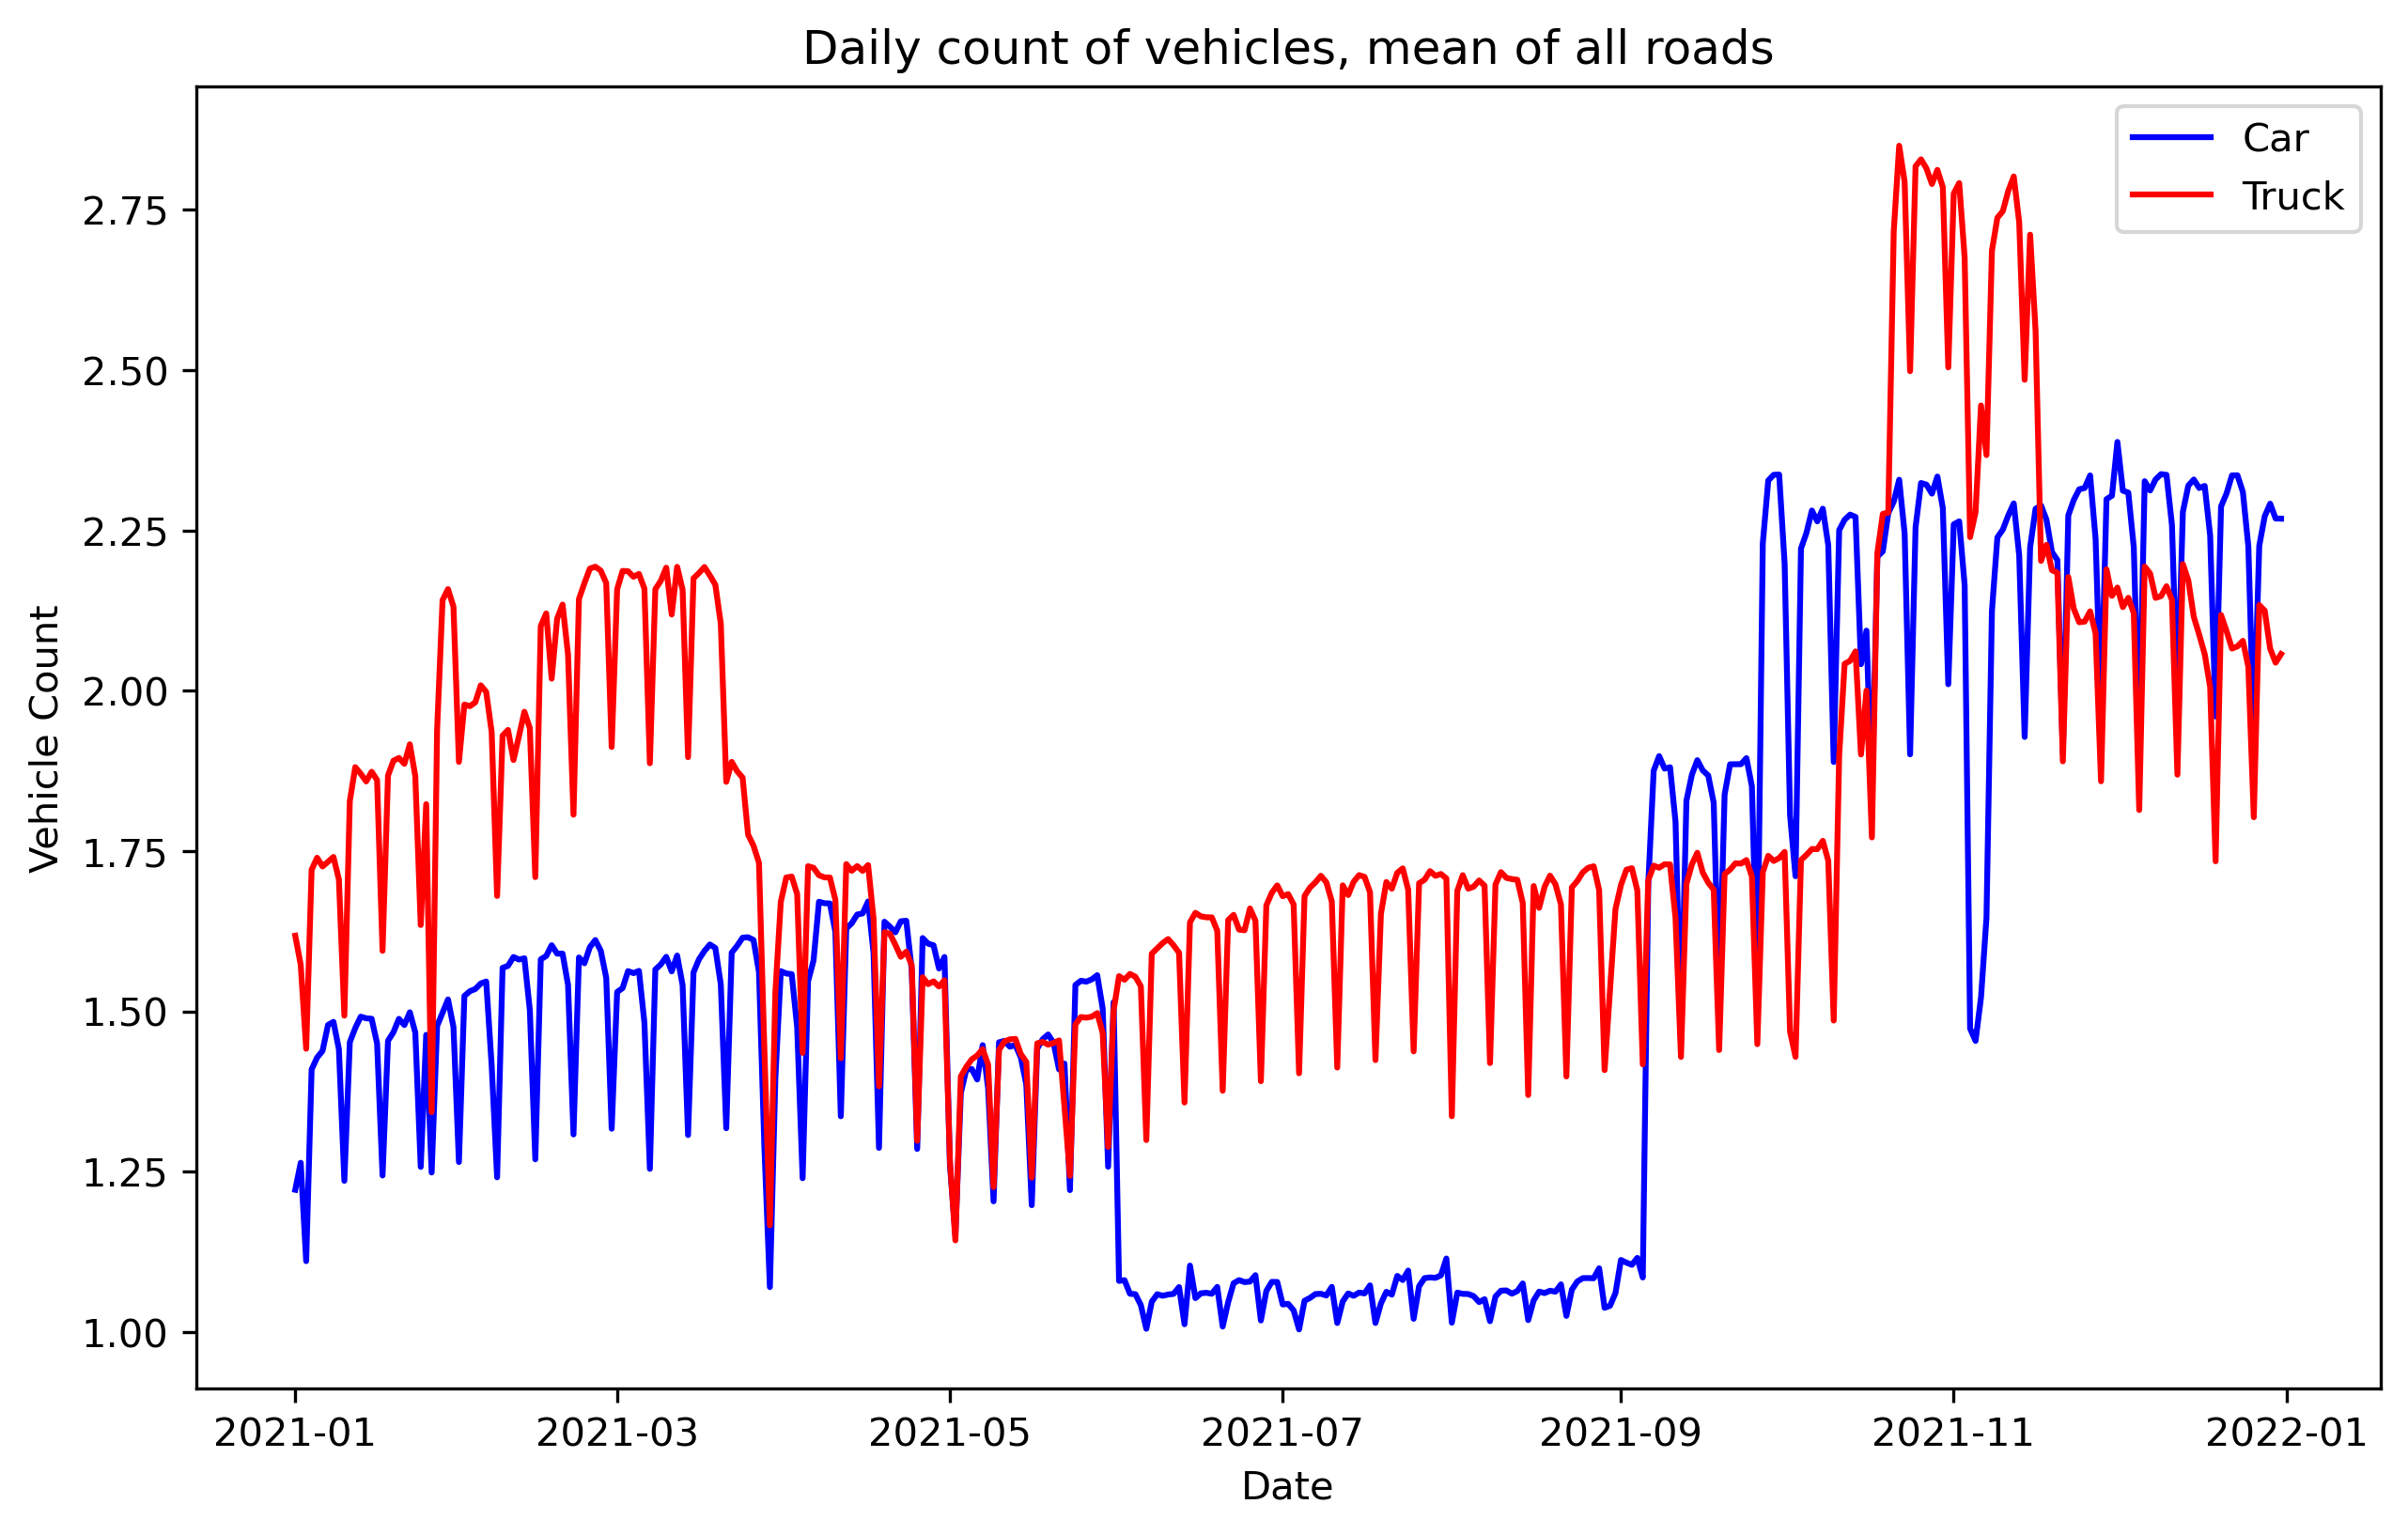 Daily count of vehicles, mean of all roads
Car
Truck
2.75
2.50
2.25
2.00
1.75
1.50
1.25
1.00
Vehicle Count
2021-01 2021-03 2021-05 2021-07 2021-09 2021-11 2022-01
Date